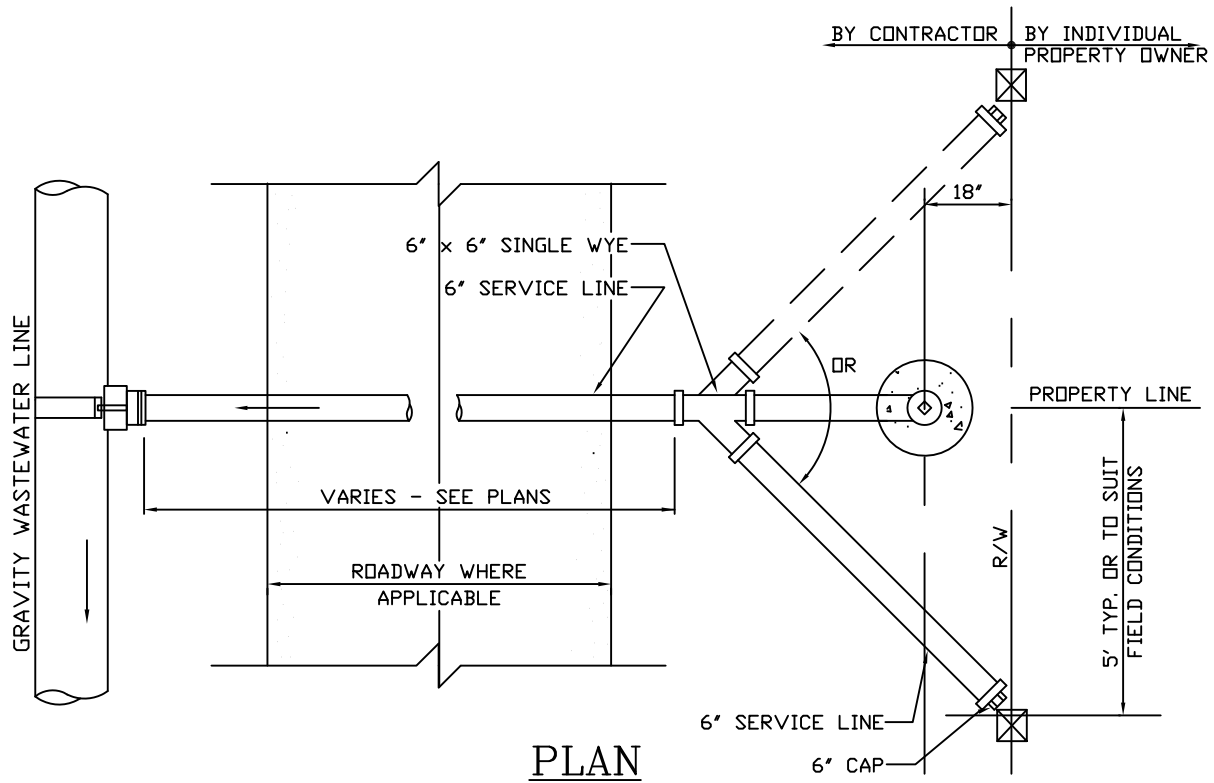 BY CONTRACTOR
BY INDIVIDUAL
PROPERTY OWNER
18"
6" x 6" SINGLE WYE
6" SERVICE LINE
OR
PROPERTY LINE
GRAVITY WASTEWATER LINE
VARIES - SEE PLANS
ROADWAY WHERE
APPLICABLE
R/W
5' TYP. OR TO SUIT
FIELD CONDITIONS
6" SERVICE LINE
6" CAP
PLAN